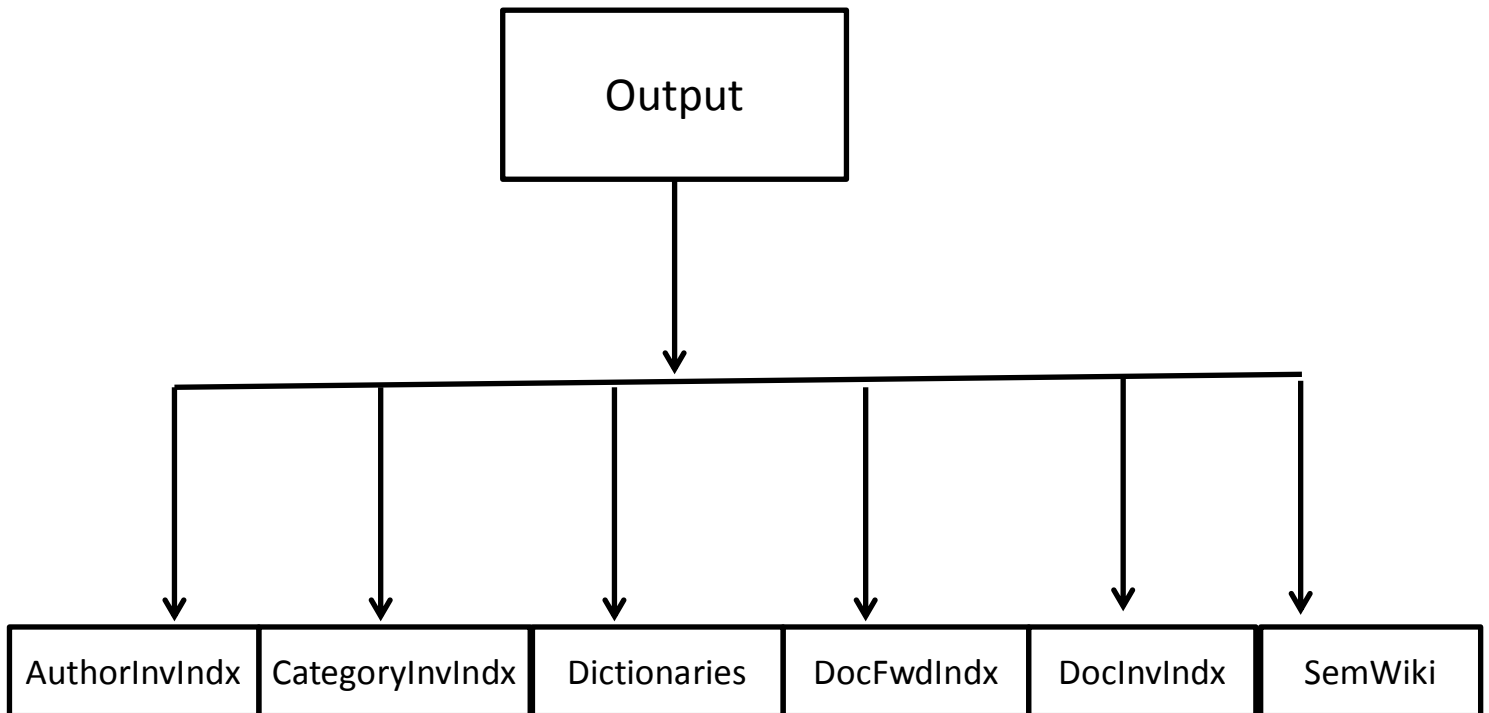 Output
AuthorInvIndx
CategoryInvIndx
Dictionaries
DocFwdIndx
DocInvIndx
SemWiki